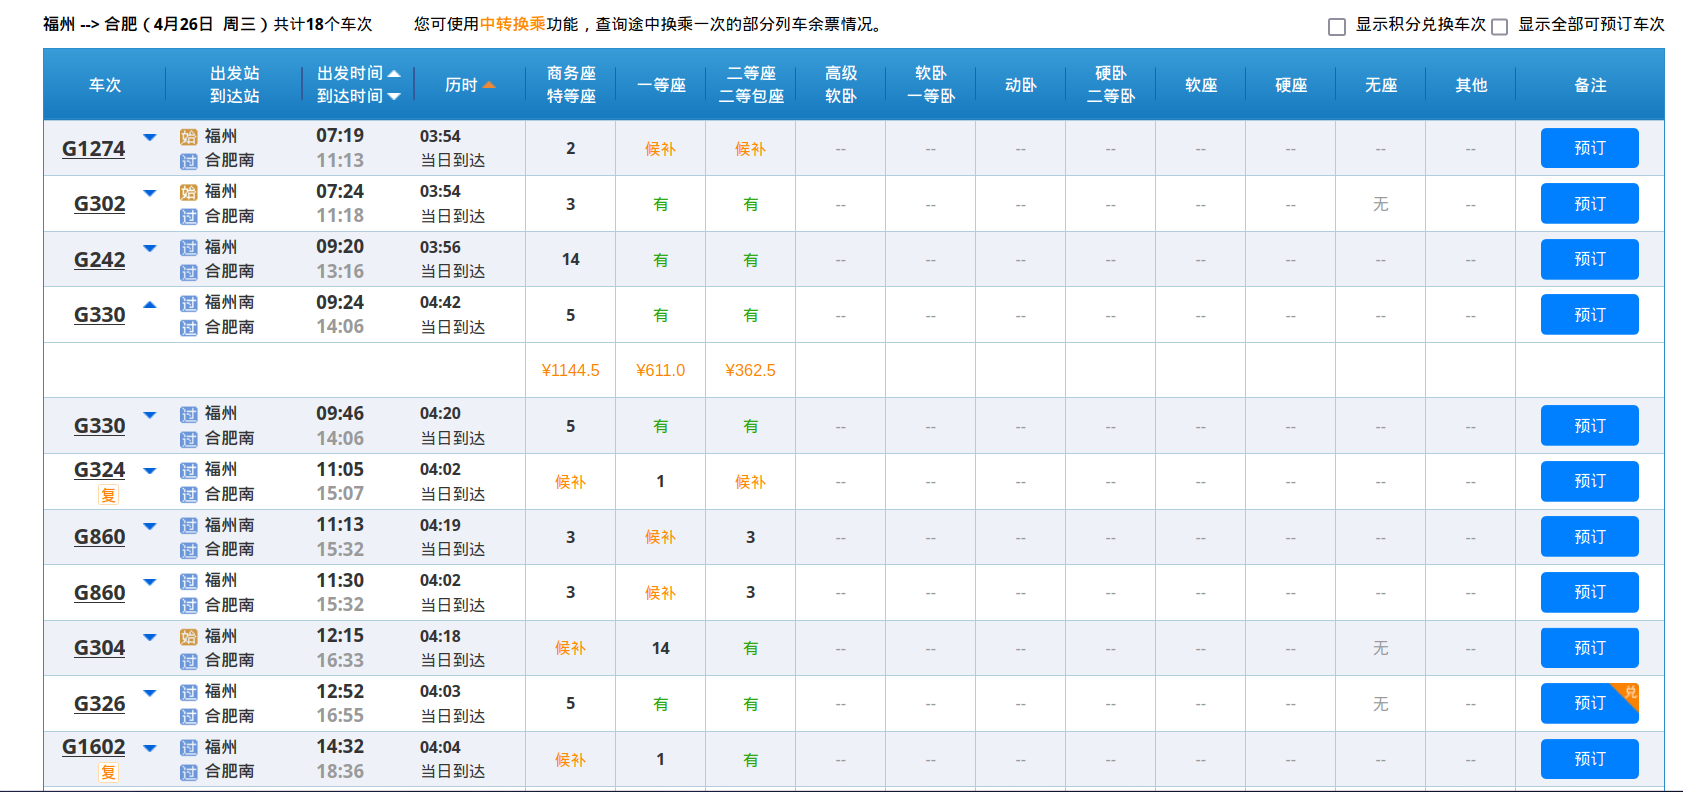 福州 --> 合肥（4月26日 周三）共计18个车次 您可使用中转换乘功能，查询途中换乘一次的部分列车余票情况。 显示积分兑换车次 显示全部可预订车次
车次 出发站 到达站 出发时间 到达时间 历时 商务座 特等座 一等座 二等座 二等包座 高级 软卧 软卧 一等卧 动卧 硬卧 二等卧 软座 硬座 无座 其他 备注
G1274 始 福州 07:19 03:54 2 候补 候补 -- -- -- -- -- -- -- -- 预订
过 合肥南 11:13 当日到达
G302 始 福州 07:24 03:54 3 有 有 -- -- -- -- -- -- 无 -- 预订
过 合肥南 11:18 当日到达
G242 过 福州 09:20 03:56 14 有 有 -- -- -- -- -- -- -- -- 预订
过 合肥南 13:16 当日到达
G330 过 福州南 09:24 04:42 5 有 有 -- -- -- -- -- -- -- -- 预订
过 合肥南 14:06 当日到达
¥1144.5 ¥611.0 ¥362.5
G330 过 福州 09:46 04:20 5 有 有 -- -- -- -- -- -- -- -- 预订
过 合肥南 14:06 当日到达
G324 过 福州 11:05 04:02 候补 1 候补 -- -- -- -- -- -- -- -- 预订
复 过 合肥南 15:07 当日到达
G860 过 福州南 11:13 04:19 3 候补 3 -- -- -- -- -- -- -- -- 预订
过 合肥南 15:32 当日到达
G860 过 福州 11:30 04:02 3 候补 3 -- -- -- -- -- -- -- -- 预订
过 合肥南 15:32 当日到达
G304 始 福州 12:15 04:18 候补 14 有 -- -- -- -- -- -- 无 -- 预订
过 合肥南 16:33 当日到达
G326 过 福州 12:52 04:03 5 有 有 -- -- -- -- -- -- 无 -- 预订 兑
过 合肥南 16:55 当日到达
G1602 过 福州 14:32 04:04 候补 1 有 -- -- -- -- -- -- -- -- 预订
复 过 合肥南 18:36 当日到达